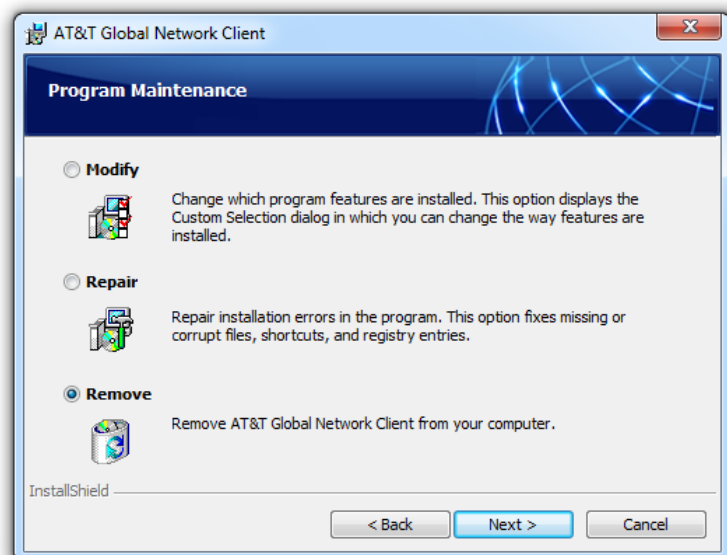 AT&T Global Network Client
Program Maintenance
Modify
Change which program features are installed. This option displays the
Custom Selection dialog in which you can change the way features are
installed.
Repair
Repair installation errors in the program. This option fixes missing or
corrupt files, shortcuts, and registry entries.
Remove
Remove AT&T Global Network Client from your computer.
InstallShield
< Back Next > Cancel